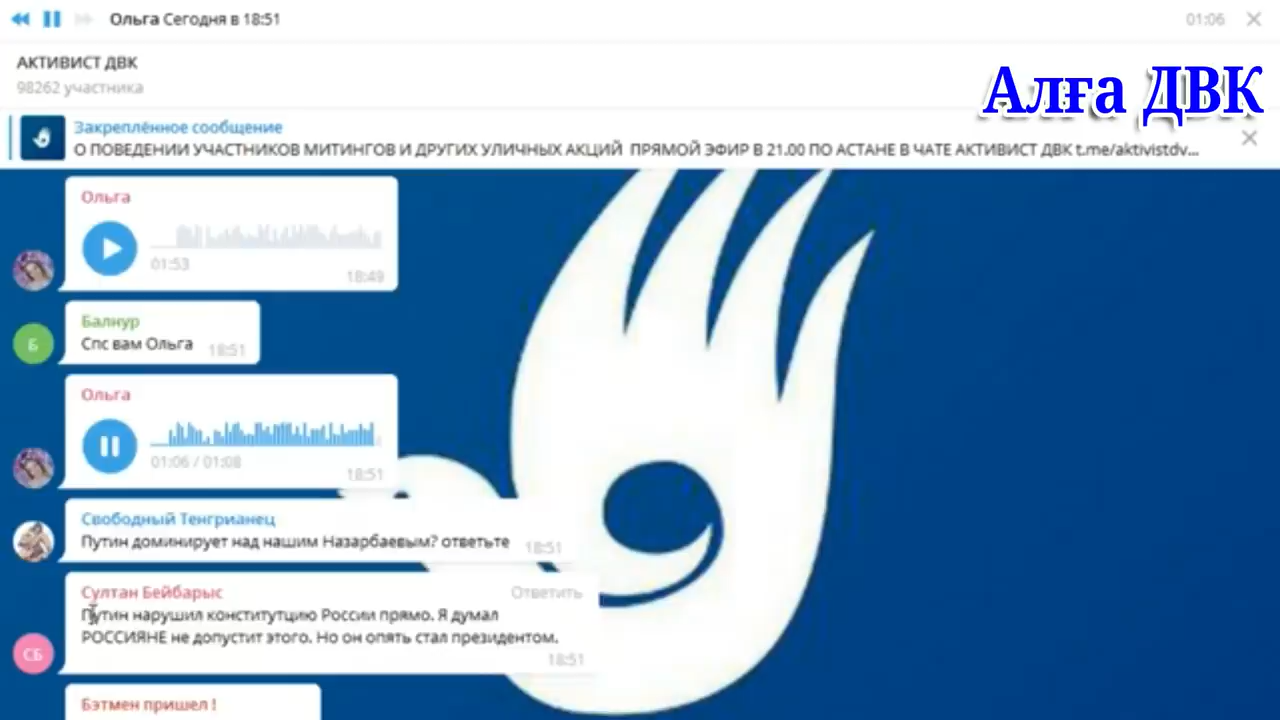 Ольга Сегодня в 18:51
01:06
АКТИВИСТ ДВК
98262 участника
Алға ДВК
Закреплённое сообщение
О ПОВЕДЕНИИ УЧАСТНИКОВ МИТИНГОВ И ДРУГИХ УЛИЧНЫХ АКЦИЙ ПРЯМОЙ ЭФИР В 21.00 ПО АСТАНЕ В ЧАТЕ АКТИВИСТ ДВК t.me/aktivistdv...
Ольга
01:53
18:49
Балнур
Б
Спс вам Ольга 18:51
Ольга
01:06 / 01:08
18:51
Свободный Тенгрианец
Путин доминирует над нашим Назарбаевым? ответьте 18:51
Султан Бейбарыс Ответить
Путин нарушил конститутцию России прямо. Я думал
РОССИЯНЕ не допустит этого. Но он опять стал президентом.
СБ
18:51
Бэтмен пришел !